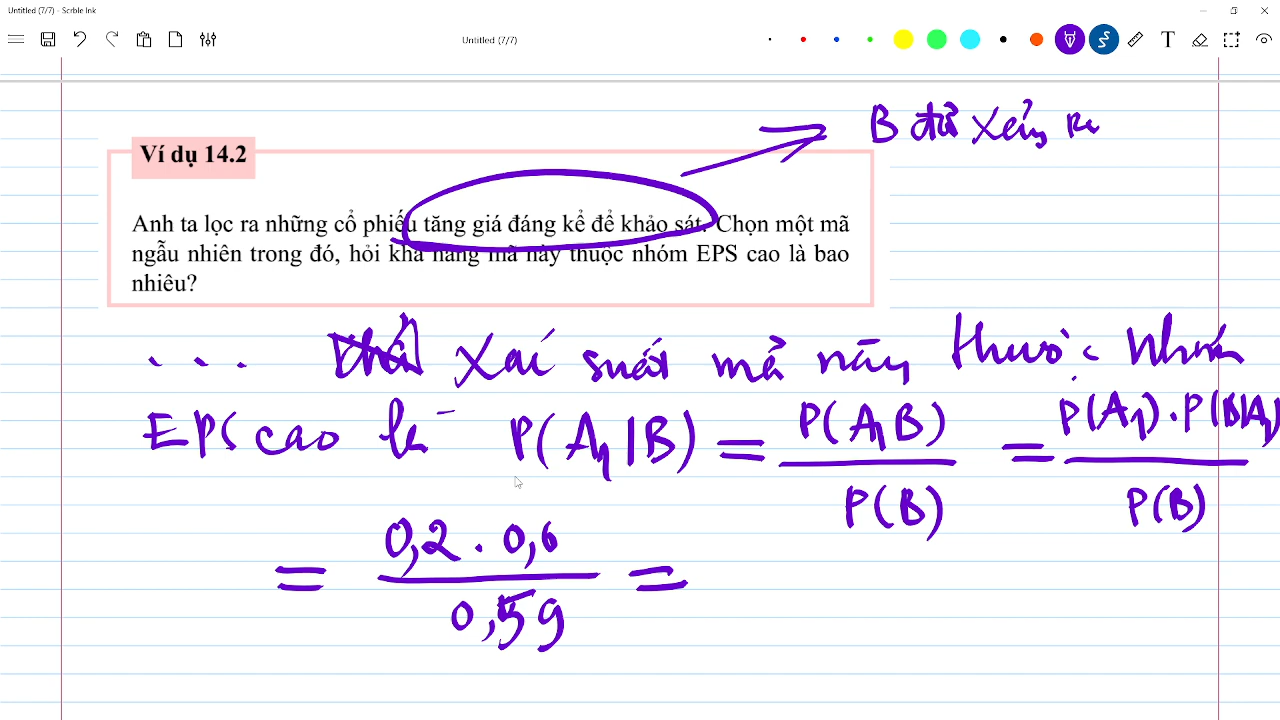 Untitled (7/7) - Scrble Ink
Untitled (7/7)
T
B đã xảy ra
Ví dụ 14.2
Anh ta lọc ra những cổ phiếu tăng giá đáng kể để khảo sát. Chọn một mã
ngẫu nhiên trong đó, hỏi khả năng mã này thuộc nhóm EPS cao là bao
nhiêu?
... Xác suất mã này thuộc nhóm
EPS cao là P(A₁|B) = P(A₁B) / P(B) = P(A₁).P(B|A₁) / P(B)
= 0,2 . 0,6 / 0,59 =